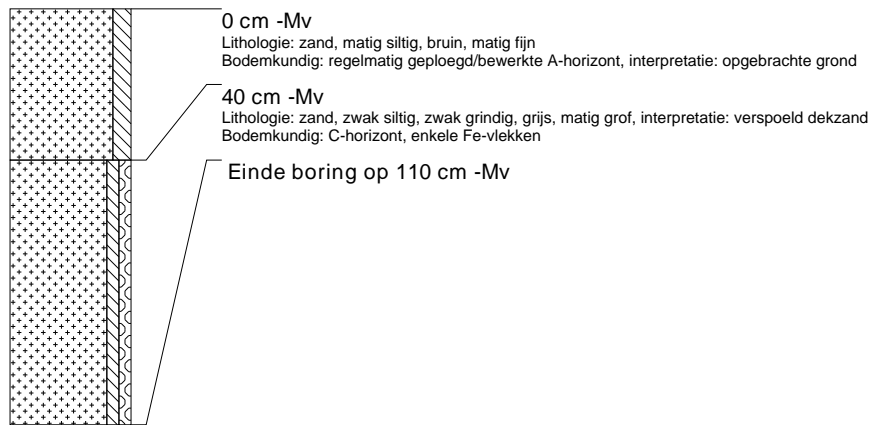 0 cm -Mv
Lithologie: zand, matig siltig, bruin, matig fijn
Bodemkundig: regelmatig geploegd/bewerkte A-horizont, interpretatie: opgebrachte grond
40 cm -Mv
Lithologie: zand, zwak siltig, zwak grindig, grijs, matig grof, interpretatie: verspoeld dekzand
Bodemkundig: C-horizont, enkele Fe-vlekken
Einde boring op 110 cm -Mv